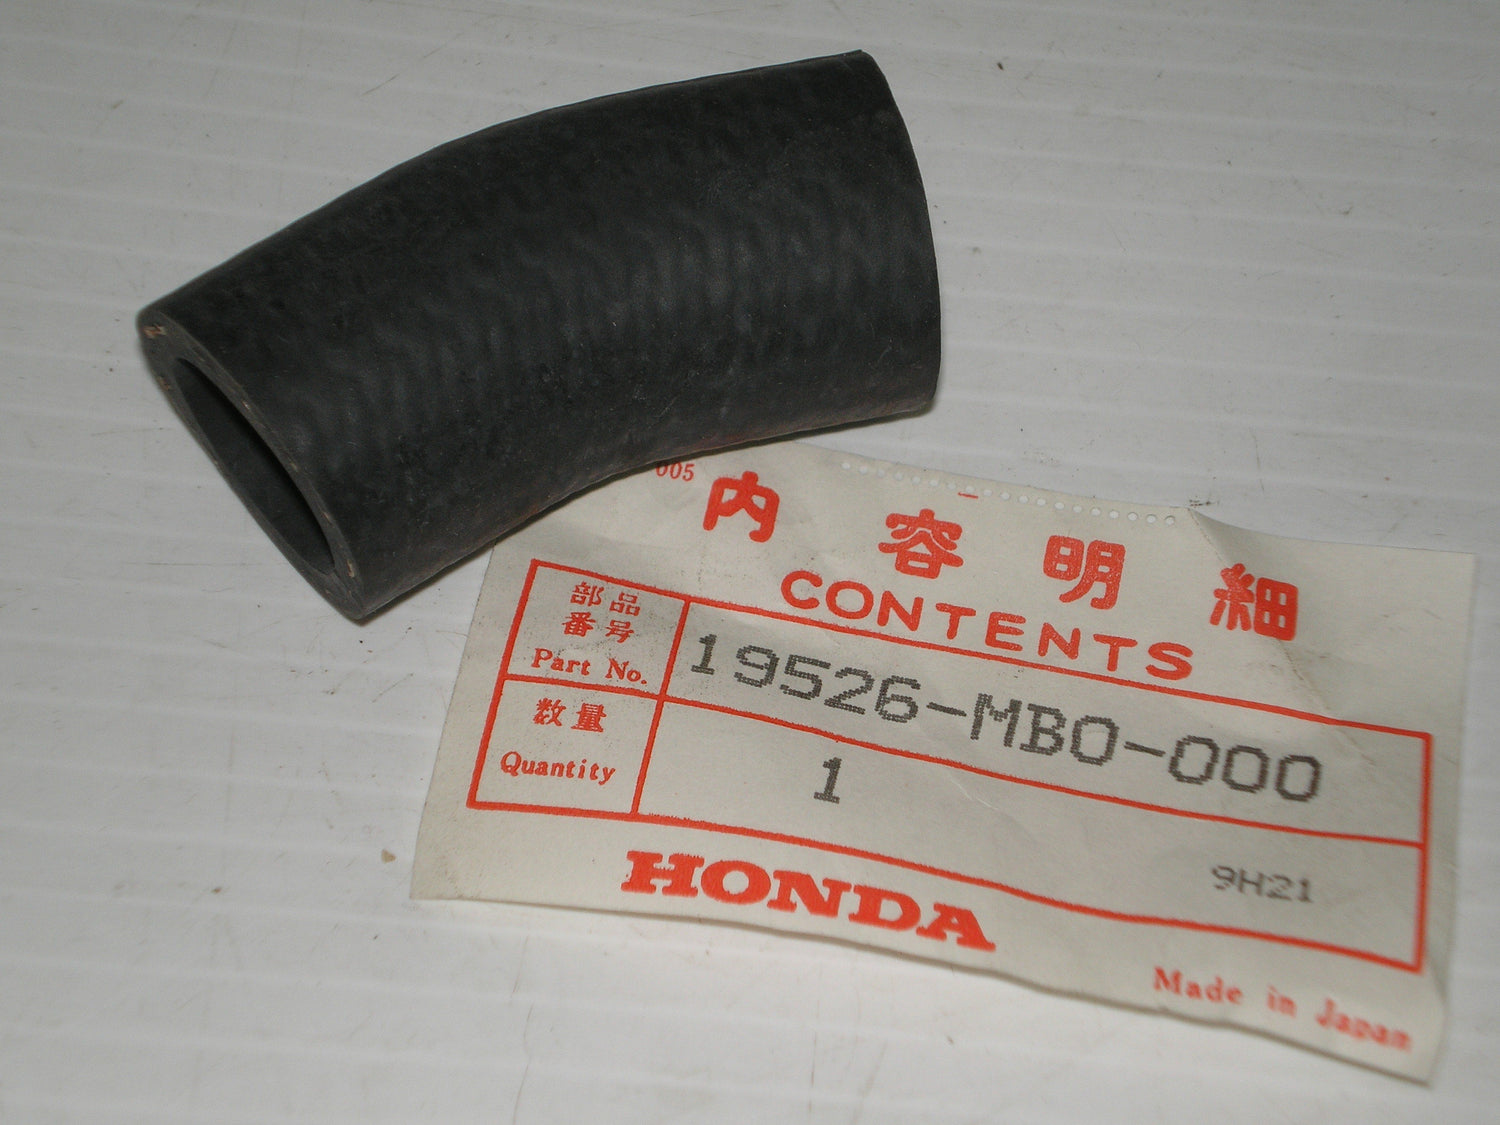 005
内容明細
CONTENTS
部品
番号
Part No.
19526-MB0-000
数量
Quantity
1
9H21
HONDA
Made in Japan